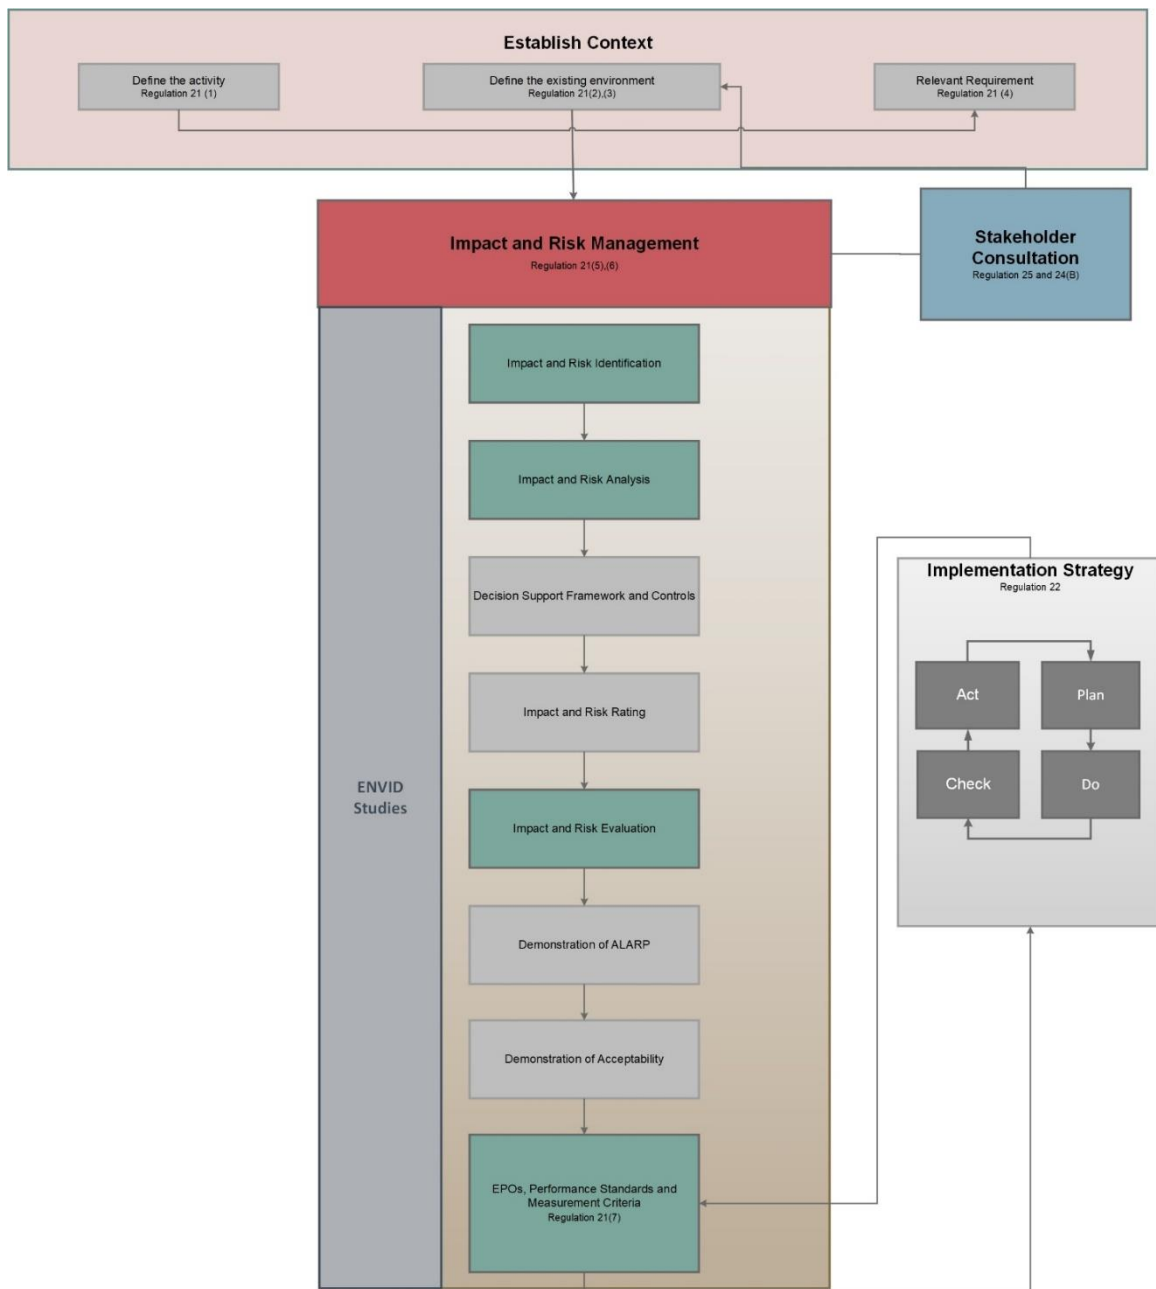 Establish Context
Define the activity
Regulation 21 (1)
Define the existing environment
Regulation 21(2),(3)
Relevant Requirement
Regulation 21 (4)
Impact and Risk Management
Regulation 21(5),(6)
Stakeholder
Consultation
Regulation 25 and 24(B)
Impact and Risk Identification
Impact and Risk Analysis
Decision Support Framework and Controls
Impact and Risk Rating
Impact and Risk Evaluation
Demonstration of ALARP
Demonstration of Acceptability
EPOs, Performance Standards and
Measurement Criteria
Regulation 21(7)
ENVID
Studies
Implementation Strategy
Regulation 22
Act
Plan
Check
Do